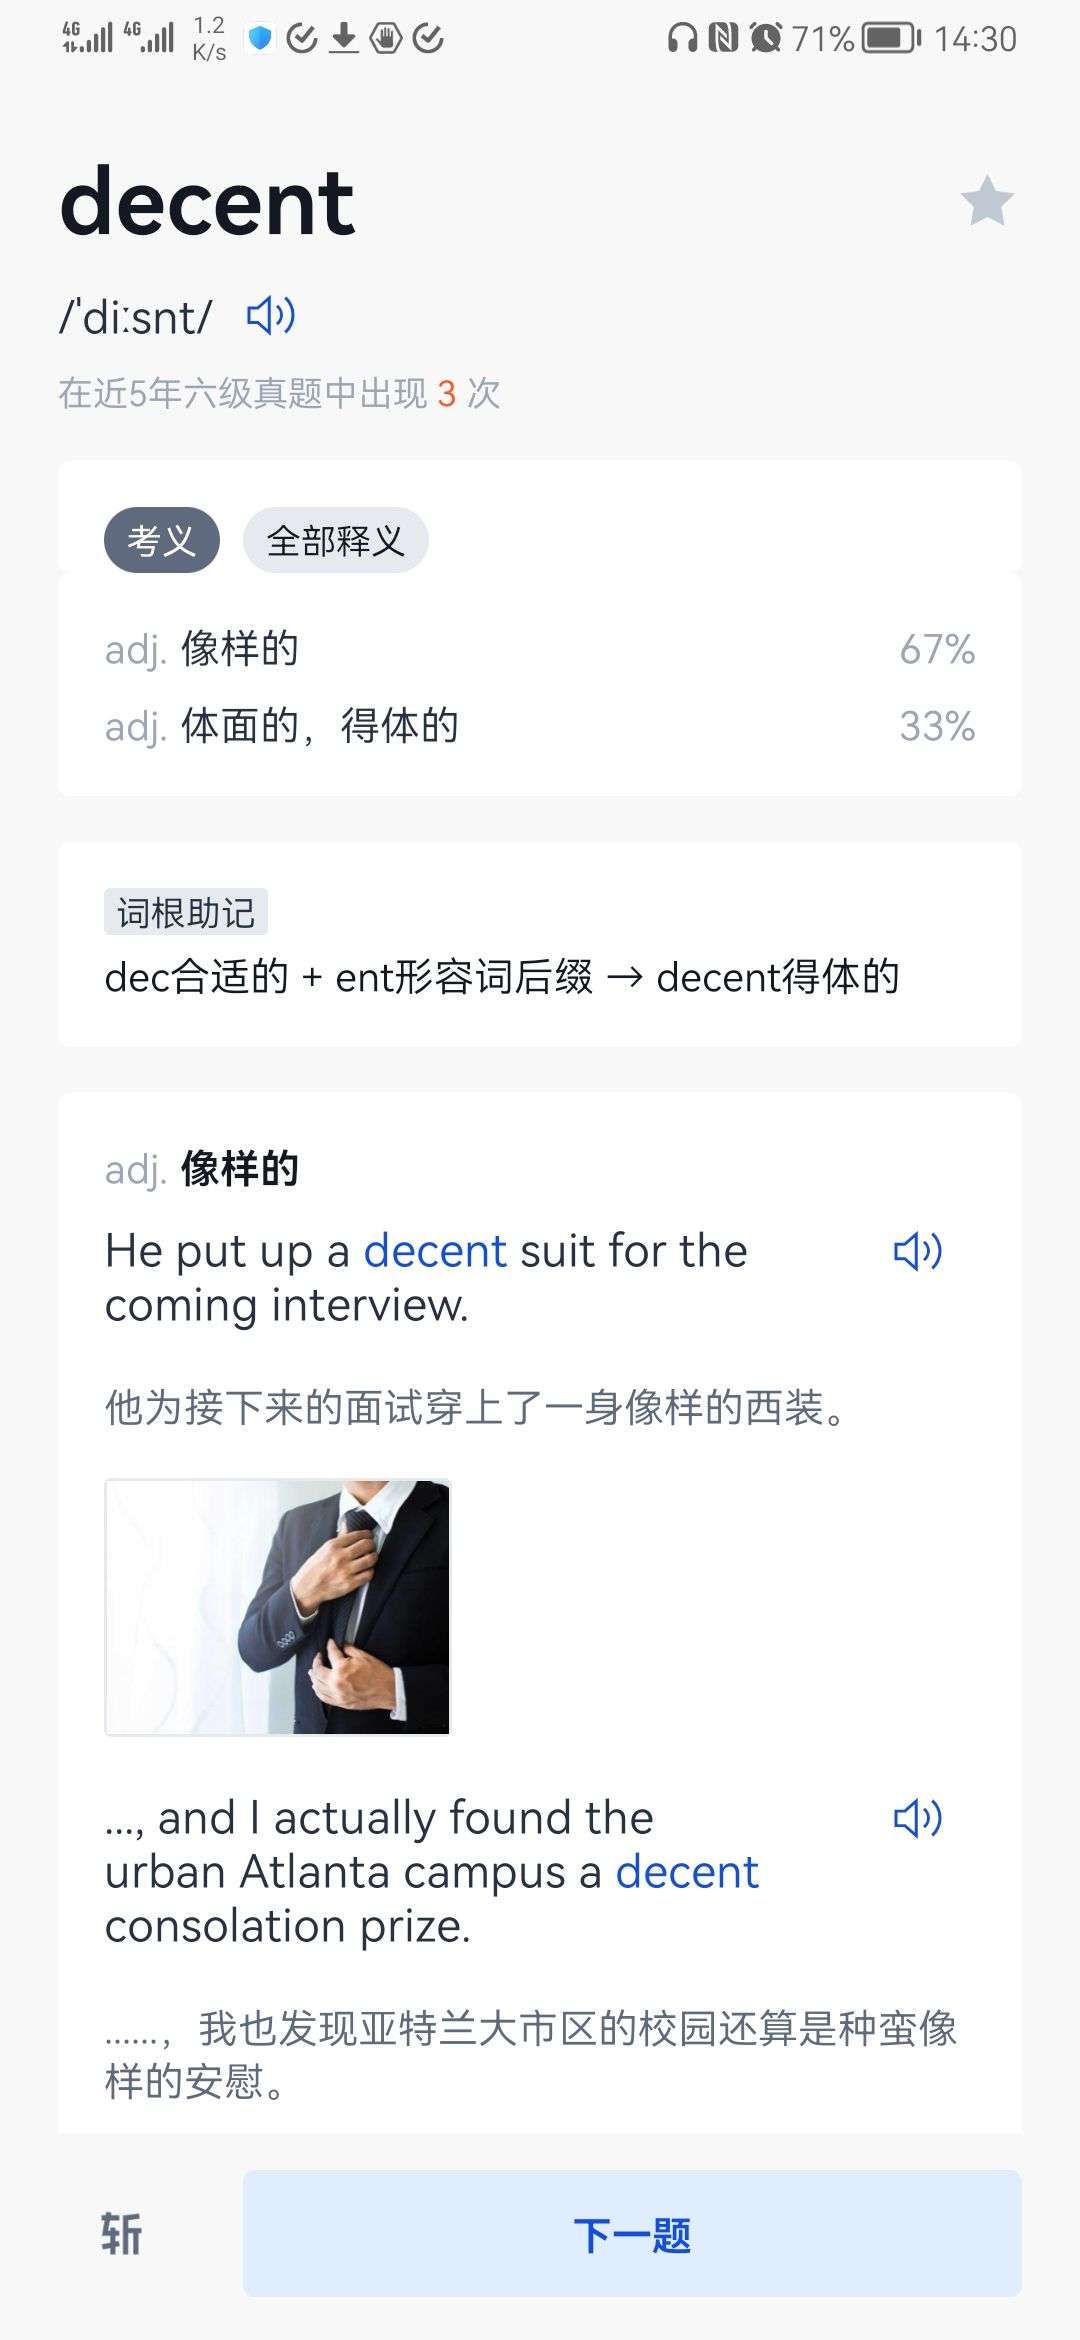 4G 4G 1.2 K/s 71% 14:30
decent
/ˈdiːsnt/
在近5年六级真题中出现 3 次
考义 全部释义
adj. 像样的 67%
adj. 体面的，得体的 33%
词根助记
dec合适的 + ent形容词后缀 → decent得体的
adj. 像样的
He put up a decent suit for the
coming interview.
他为接下来的面试穿上了一身像样的西装。
..., and I actually found the
urban Atlanta campus a decent
consolation prize.
......，我也发现亚特兰大市区的校园还算是种蛮像
样的安慰。
斩 下一题